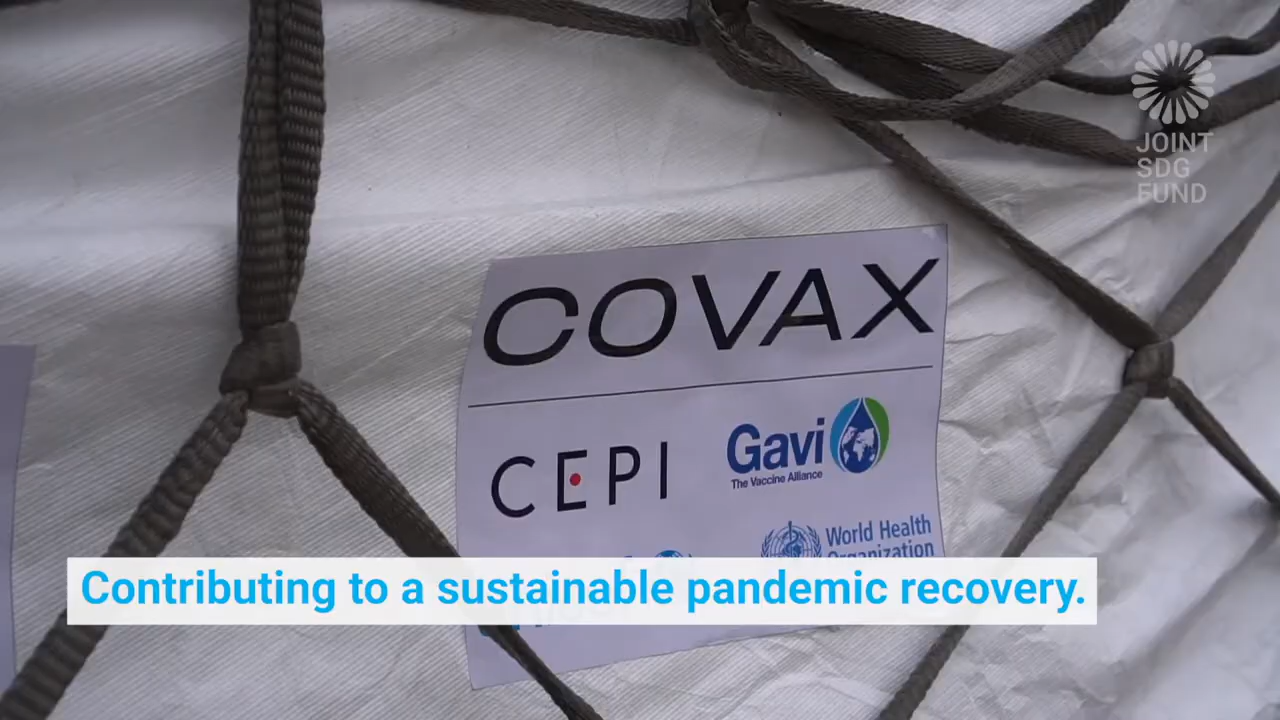 JOINT
SDG
FUND
COVAX
CEPI
Gavi
The Vaccine Alliance
World Health
Organization
Contributing to a sustainable pandemic recovery.